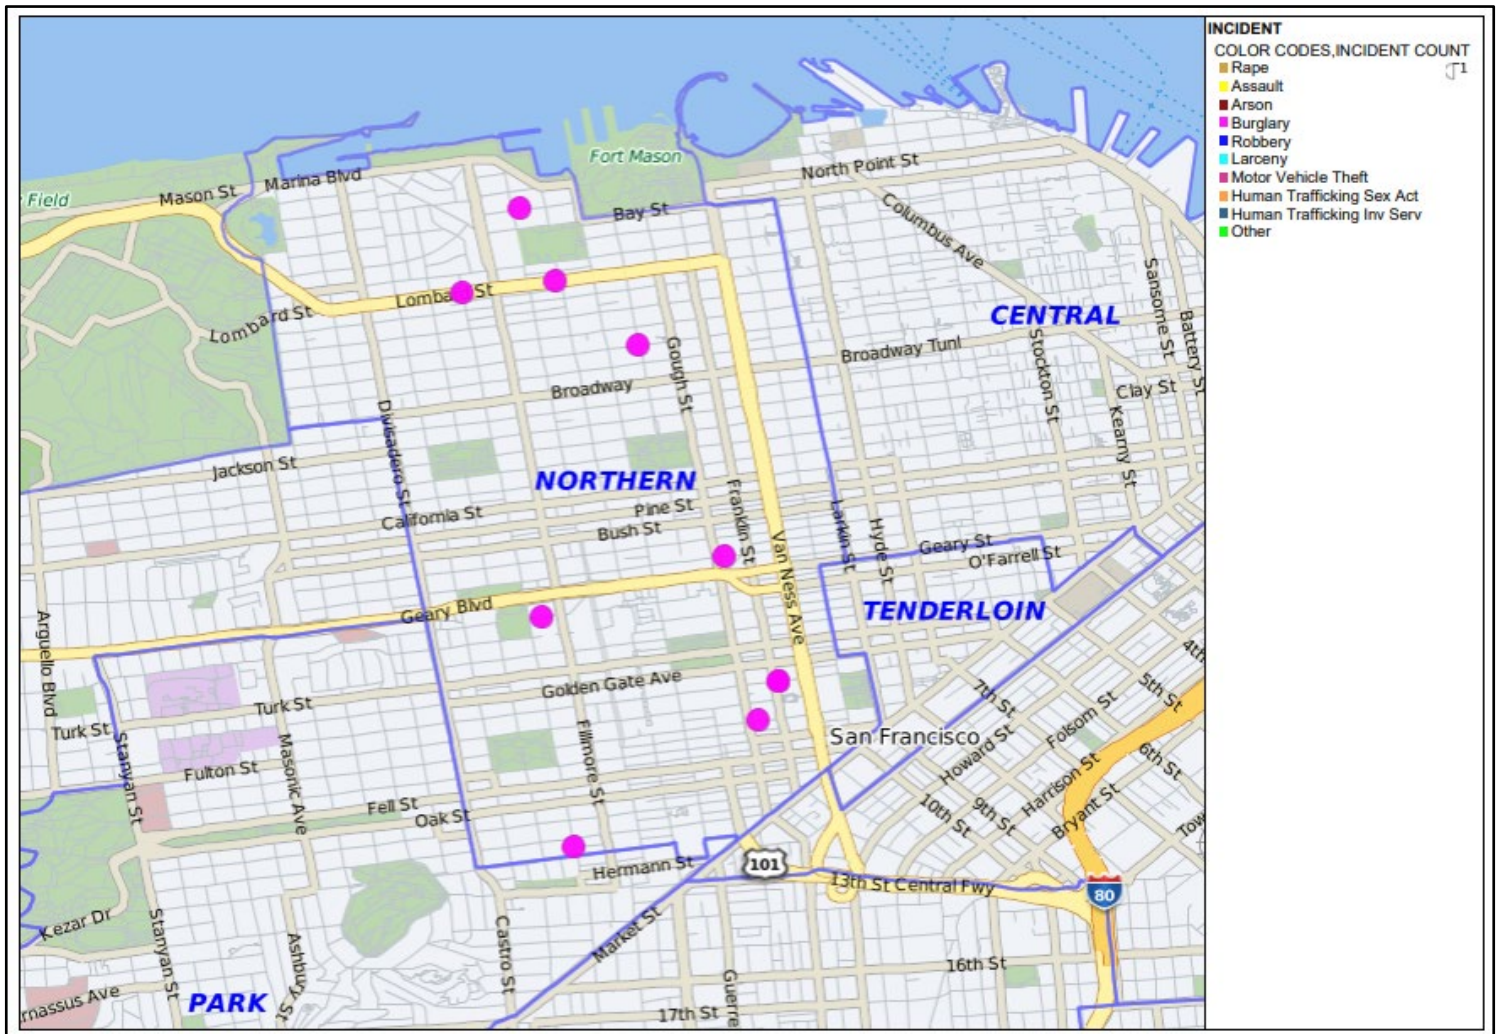 INCIDENT
COLOR CODES,INCIDENT COUNT
Rape
1
Assault
Arson
Burglary
Robbery
Larceny
Motor Vehicle Theft
Human Trafficking Sex Act
Human Trafficking Inv Serv
Other
Fort Mason
North Point St
Marina Blvd
Mason St
Field
Bay St
Columbus Ave
Lombard St
Lombard St
Sansome St
Battery St
CENTRAL
Broadway Tunl
Stockton St
Gough St
Broadway
Clay St
Kearny St
Divisadero St
Jackson St
NORTHERN
California St
Pine St
Bush St
Franklin St
Larkin St
Hyde St
Van Ness Ave
Geary St
O'Farrell St
TENDERLOIN
Geary Blvd
Arguello Blvd
4th
5th St
6th St
7th St
Golden Gate Ave
Turk St
Turk St
Stanyan St
Masonic Ave
Fillmore St
San Francisco
Folsom St
Howard St
Harrison St
Bryant St
Tow
9th St
10th St
Fulton St
Fell St
Oak St
Hermann St
101
13th St Central Fwy
80
Kezar Dr
Stanyan St
Ashbury St
Castro St
Market St
Guerre
16th St
17th St
rnassus Ave
PARK